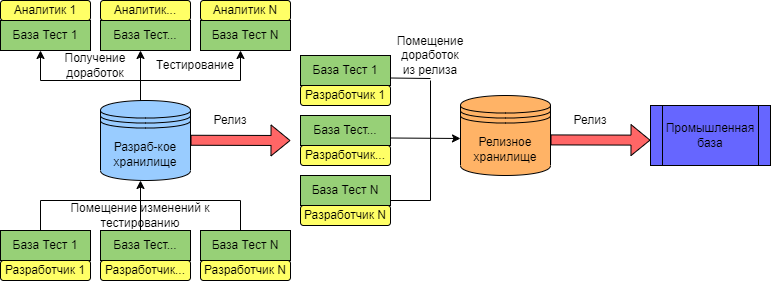 Аналитик 1
Аналитик...
Аналитик N
База Тест 1
База Тест...
База Тест N
Получение
доработок
Тестирование
Разраб-кое
хранилище
Релиз
Помещение изменений к
тестированию
База Тест 1
База Тест...
База Тест N
Разработчик 1
Разработчик...
Разработчик N
Помещение
доработок
из релиза
База Тест 1
Разработчик 1
База Тест...
Разработчик...
База Тест N
Разработчик N
Релизное
хранилище
Релиз
Промышленная
база